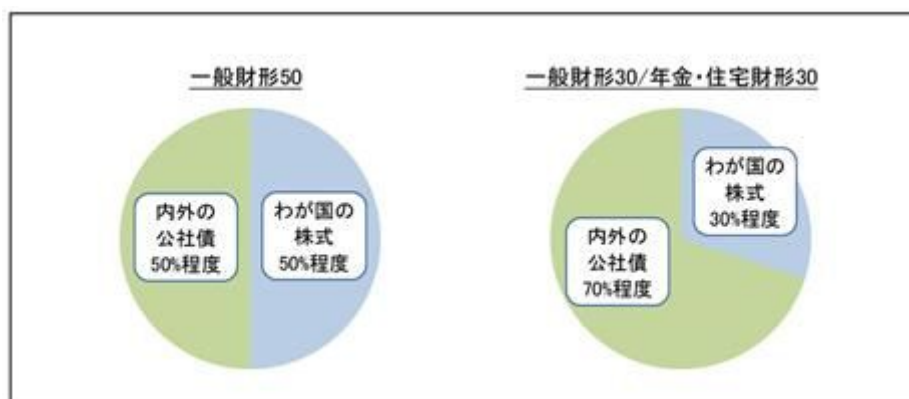 一般財形50
内外の
公社債
50%程度
わが国の
株式
50%程度
一般財形30/年金・住宅財形30
わが国の
株式
30%程度
内外の
公社債
70%程度